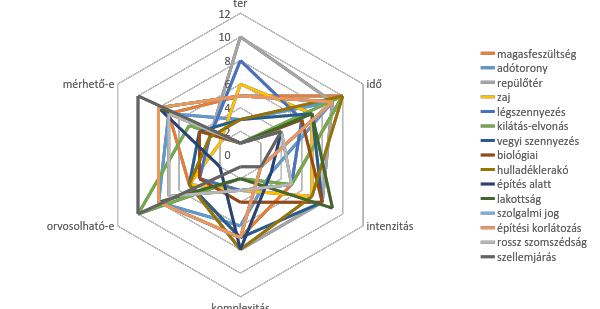 tér
12
10
8
6
4
2
0
mérhető-e
idő
orvosolható-e
intenzitás
komplexitás
magasfeszültség
adótorony
repülőtér
zaj
légszennyezés
kilátás-elvonás
vegyi szennyezés
biológiai
hulladéklerakó
építés alatt
lakottság
szolgalmi jog
építési korlátozás
rossz szomszédság
szellemjárás